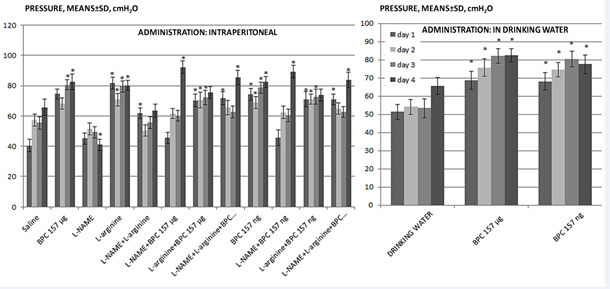 PRESSURE, MEANS±SD, cmH2O
ADMINISTRATION: INTRAPERITONEAL
120
100
80
60
40
20
0
Saline
BPC 157 µg
L-NAME
L-arginine
L-NAME+L-arginine
L-NAME+BPC 157 µg
L-arginine+BPC 157 µg
L-NAME+L-arginine+BPC...
BPC 157 ng
L-NAME+BPC 157 ng
L-arginine+BPC 157 ng
L-NAME+L-arginine+BPC...
PRESSURE, MEANS±SD, cmH2O
ADMINISTRATION: IN DRINKING WATER
day 1
day 2
day 3
day 4
100
90
80
70
60
50
40
30
20
10
0
DRINKING WATER
BPC 157 µg
BPC 157 ng